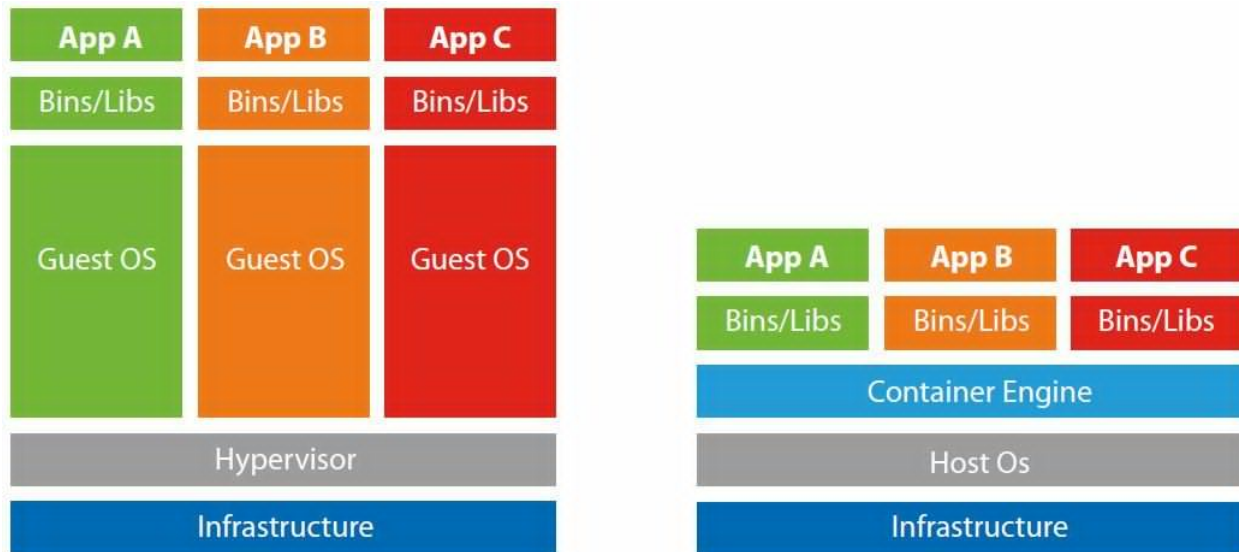 App A
App B
App C
Bins/Libs
Bins/Libs
Bins/Libs
Guest OS
Guest OS
Guest OS
Hypervisor
Infrastructure
App A
App B
App C
Bins/Libs
Bins/Libs
Bins/Libs
Container Engine
Host Os
Infrastructure